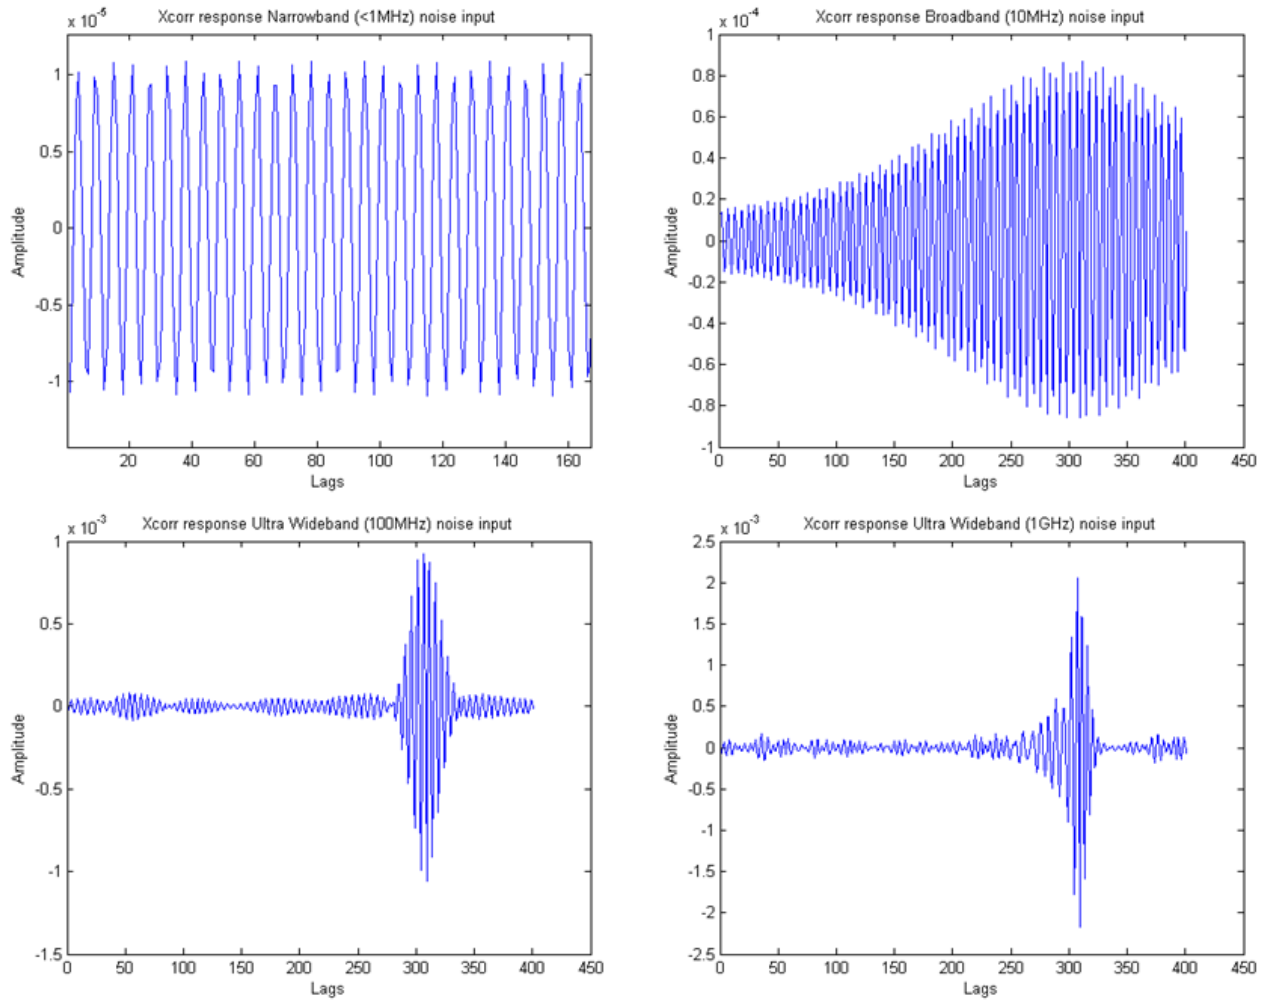 Xcorr response Narrowband (<1MHz) noise input
x 10^-5
1
0.5
0
-0.5
-1
Amplitude
20 40 60 80 100 120 140 160
Lags
Xcorr response Broadband (10MHz) noise input
x 10^-4
1
0.8
0.6
0.4
0.2
0
-0.2
-0.4
-0.6
-0.8
-1
Amplitude
0 50 100 150 200 250 300 350 400 450
Lags
Xcorr response Ultra Wideband (100MHz) noise input
x 10^-3
1
0.5
0
-0.5
-1
-1.5
Amplitude
0 50 100 150 200 250 300 350 400 450
Lags
Xcorr response Ultra Wideband (1GHz) noise input
x 10^-3
2.5
2
1.5
1
0.5
0
-0.5
-1
-1.5
-2
-2.5
Amplitude
0 50 100 150 200 250 300 350 400 450
Lags